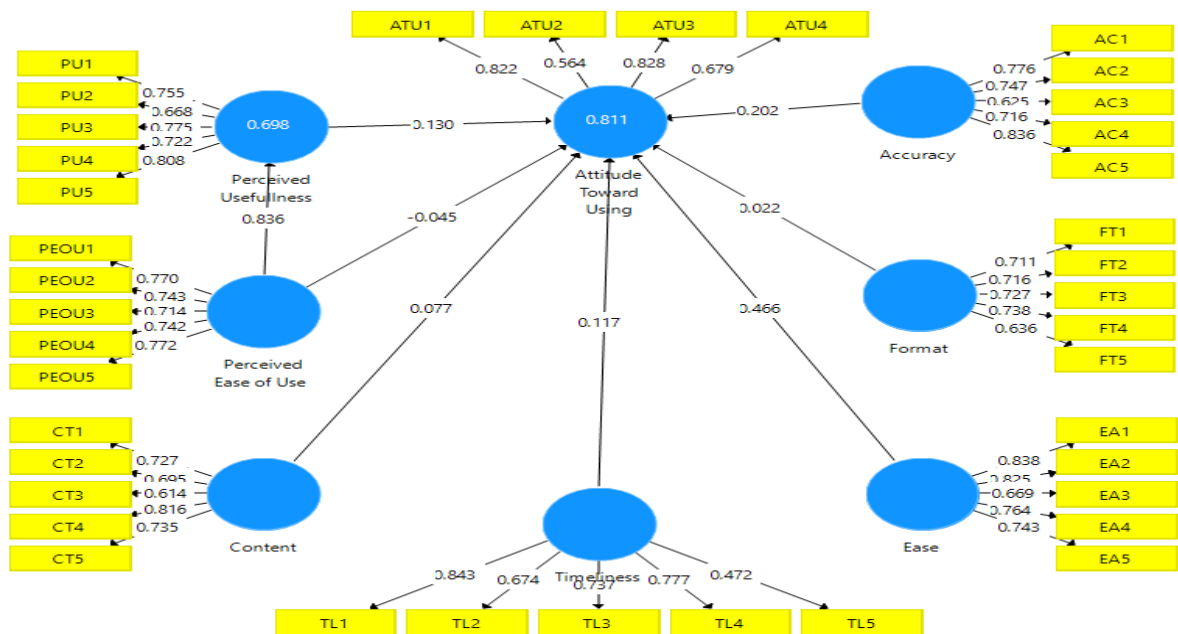 ATU1
ATU2
ATU3
ATU4
0.822
0.564
0.828
0.679
PU1
PU2
PU3
PU4
PU5
0.755
0.668
0.775
0.722
0.808
0.698
Perceived
Usefullness
0.130
0.811
Attitude
Toward
Using
0.202
Accuracy
0.776
0.747
0.625
0.716
0.836
AC1
AC2
AC3
AC4
AC5
0.836
-0.045
0.022
PEOU1
PEOU2
PEOU3
PEOU4
PEOU5
0.770
0.743
0.714
0.742
0.772
Perceived
Ease of Use
0.077
0.117
0.466
Format
0.711
0.716
0.727
0.738
0.636
FT1
FT2
FT3
FT4
FT5
CT1
CT2
CT3
CT4
CT5
0.727
0.695
0.614
0.816
0.735
Content
Timeliness
Ease
0.838
0.825
0.669
0.764
0.743
EA1
EA2
EA3
EA4
EA5
0.843
0.674
0.737
0.777
0.472
TL1
TL2
TL3
TL4
TL5